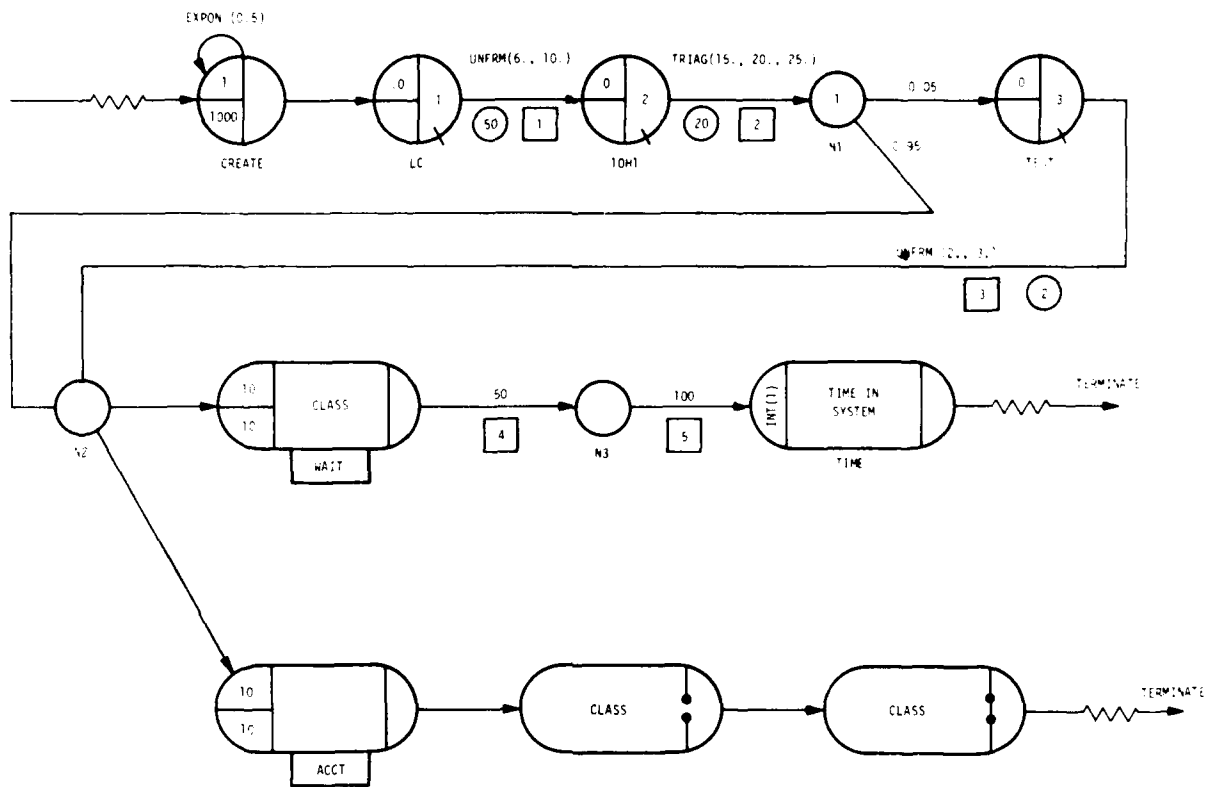 EXPON (0.5)
UNFRM(6., 10.)
TRIAG(15., 20., 25.)
1
1000
CREATE
.0
1
LC
50
1
0
2
10H1
20
2
1
N1
0.05
0.95
0
3
3
2
10
10
CLASS
WAIT
N2
50
4
N3
100
5
INT(1)
TIME IN
SYSTEM
TIME
TERMINATE
10
10
ACCT
CLASS
CLASS
TERMINATE